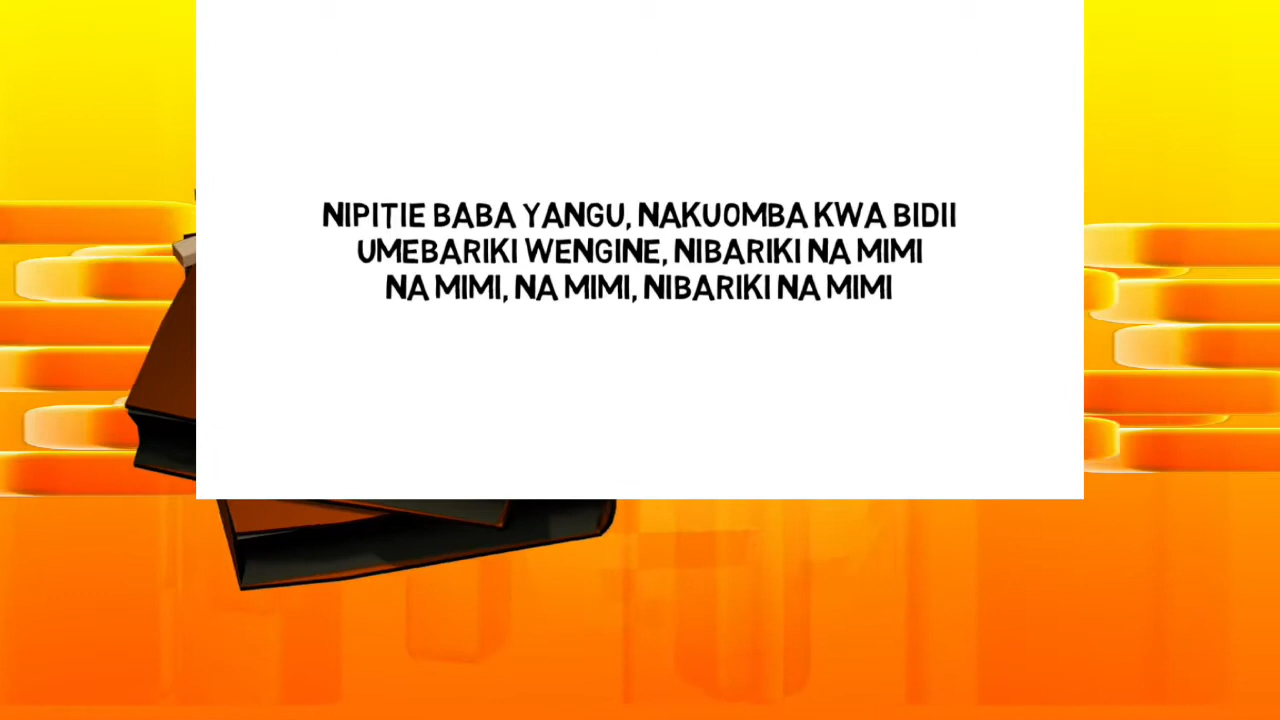 NIPITIE BABA YANGU, NAKUOMBA KWA BIDII
UMEBARIKI WENGINE, NIBARIKI NA MIMI
NA MIMI, NA MIMI, NIBARIKI NA MIMI